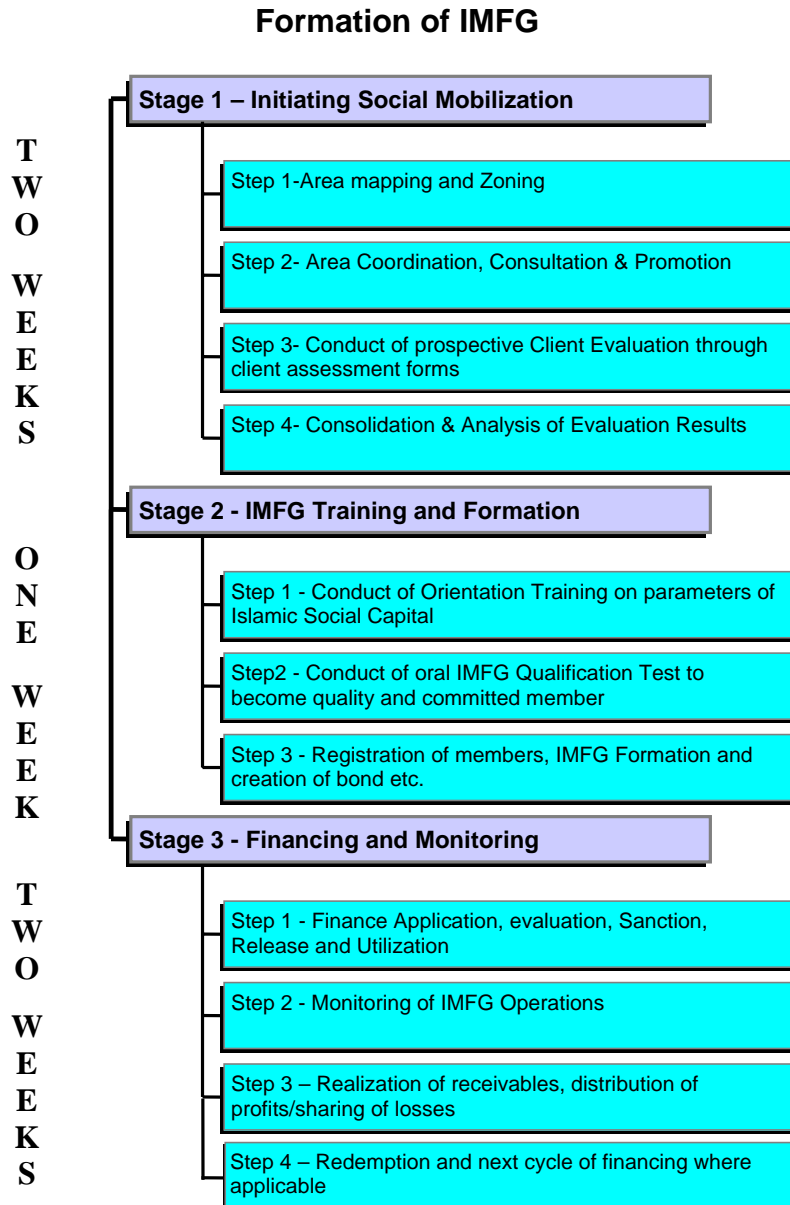 Formation of IMFG
TWO WEEKS
Stage 1 – Initiating Social Mobilization
Step 1-Area mapping and Zoning
Step 2- Area Coordination, Consultation & Promotion
Step 3- Conduct of prospective Client Evaluation through
client assessment forms
Step 4- Consolidation & Analysis of Evaluation Results
ONE WEEK
Stage 2 - IMFG Training and Formation
Step 1 - Conduct of Orientation Training on parameters of
Islamic Social Capital
Step2 - Conduct of oral IMFG Qualification Test to
become quality and committed member
Step 3 - Registration of members, IMFG Formation and
creation of bond etc.
TWO WEEKS
Stage 3 - Financing and Monitoring
Step 1 - Finance Application, evaluation, Sanction,
Release and Utilization
Step 2 - Monitoring of IMFG Operations
Step 3 – Realization of receivables, distribution of
profits/sharing of losses
Step 4 – Redemption and next cycle of financing where
applicable